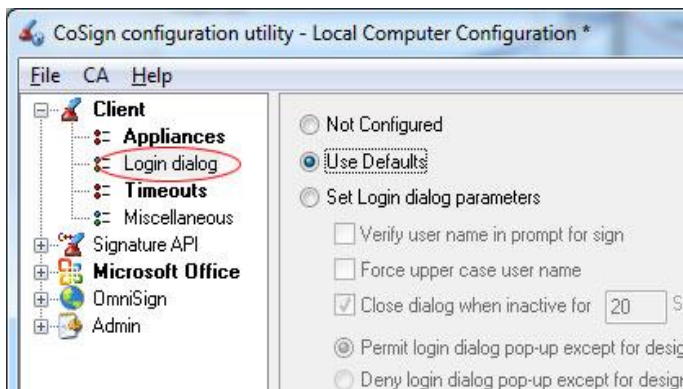 CoSign configuration utility - Local Computer Configuration *
File CA Help
Client
Appliances
Login dialog
Timeouts
Miscellaneous
Signature API
Microsoft Office
OmniSign
Admin
Not Configured
Use Defaults
Set Login dialog parameters
Verify user name in prompt for sign
Force upper case user name
Close dialog when inactive for 20 S
Permit login dialog pop-up except for desig
Deny login dialog pop-up except for design